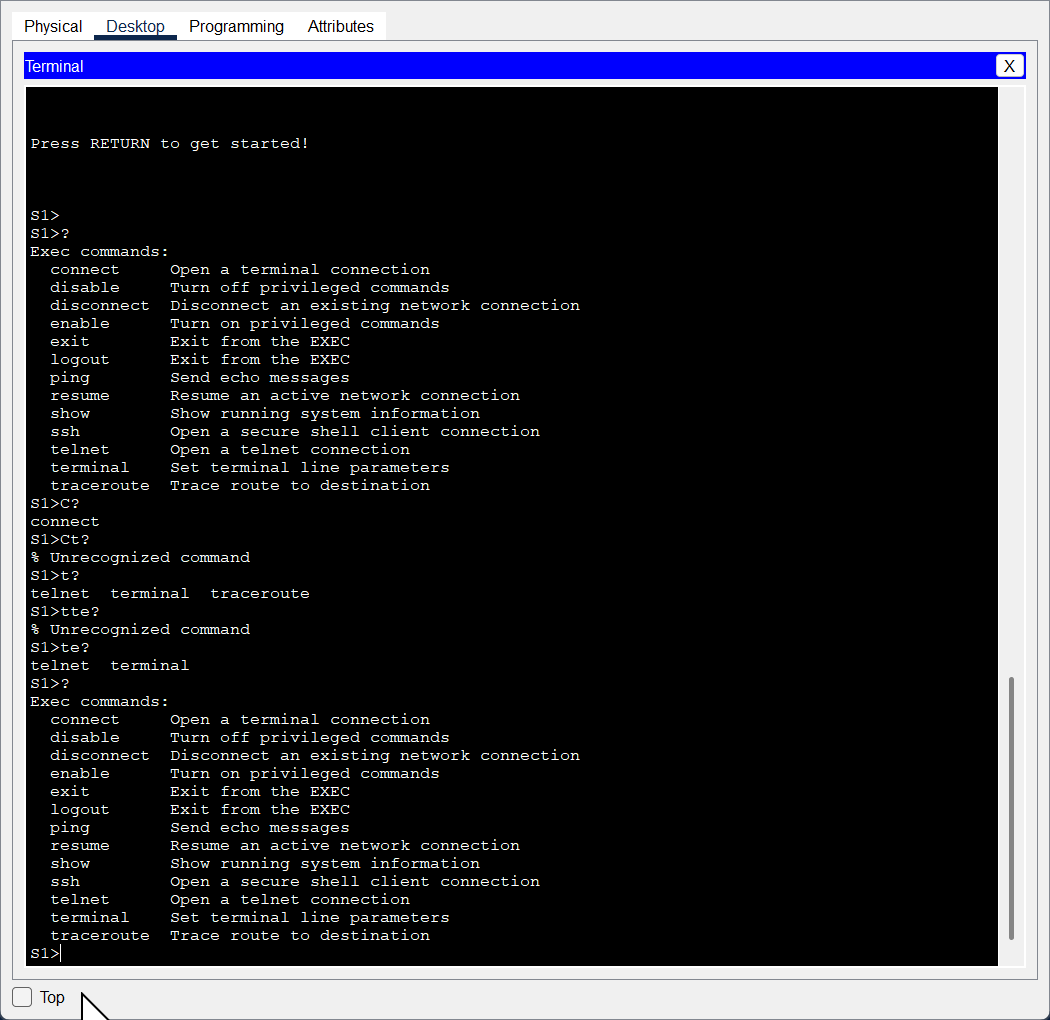 Physical Desktop Programming Attributes
Terminal X
Press RETURN to get started!
S1>
S1>?
Exec commands:
  connect     Open a terminal connection
  disable     Turn off privileged commands
  disconnect  Disconnect an existing network connection
  enable      Turn on privileged commands
  exit        Exit from the EXEC
  logout      Exit from the EXEC
  ping        Send echo messages
  resume      Resume an active network connection
  show        Show running system information
  ssh         Open a secure shell client connection
  telnet      Open a telnet connection
  terminal    Set terminal line parameters
  traceroute  Trace route to destination
S1>C?
connect
S1>Ct?
% Unrecognized command
S1>t?
telnet  terminal  traceroute
S1>tte?
% Unrecognized command
S1>te?
telnet  terminal
S1>?
Exec commands:
  connect     Open a terminal connection
  disable     Turn off privileged commands
  disconnect  Disconnect an existing network connection
  enable      Turn on privileged commands
  exit        Exit from the EXEC
  logout      Exit from the EXEC
  ping        Send echo messages
  resume      Resume an active network connection
  show        Show running system information
  ssh         Open a secure shell client connection
  telnet      Open a telnet connection
  terminal    Set terminal line parameters
  traceroute  Trace route to destination
S1>
Top